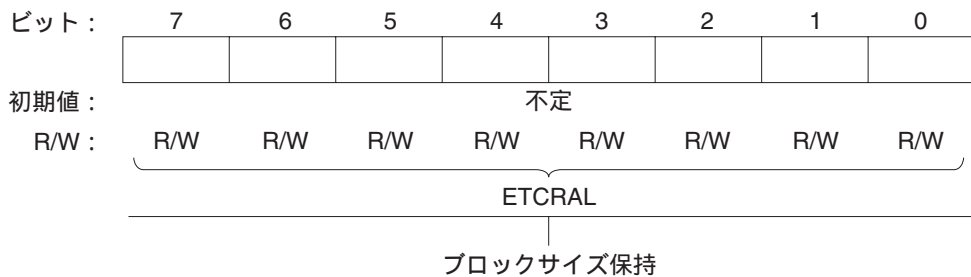 ビット： 7 6 5 4 3 2 1 0
初期値： 不定
R/W： R/W R/W R/W R/W R/W R/W R/W R/W
ETCRAL
ブロックサイズ保持